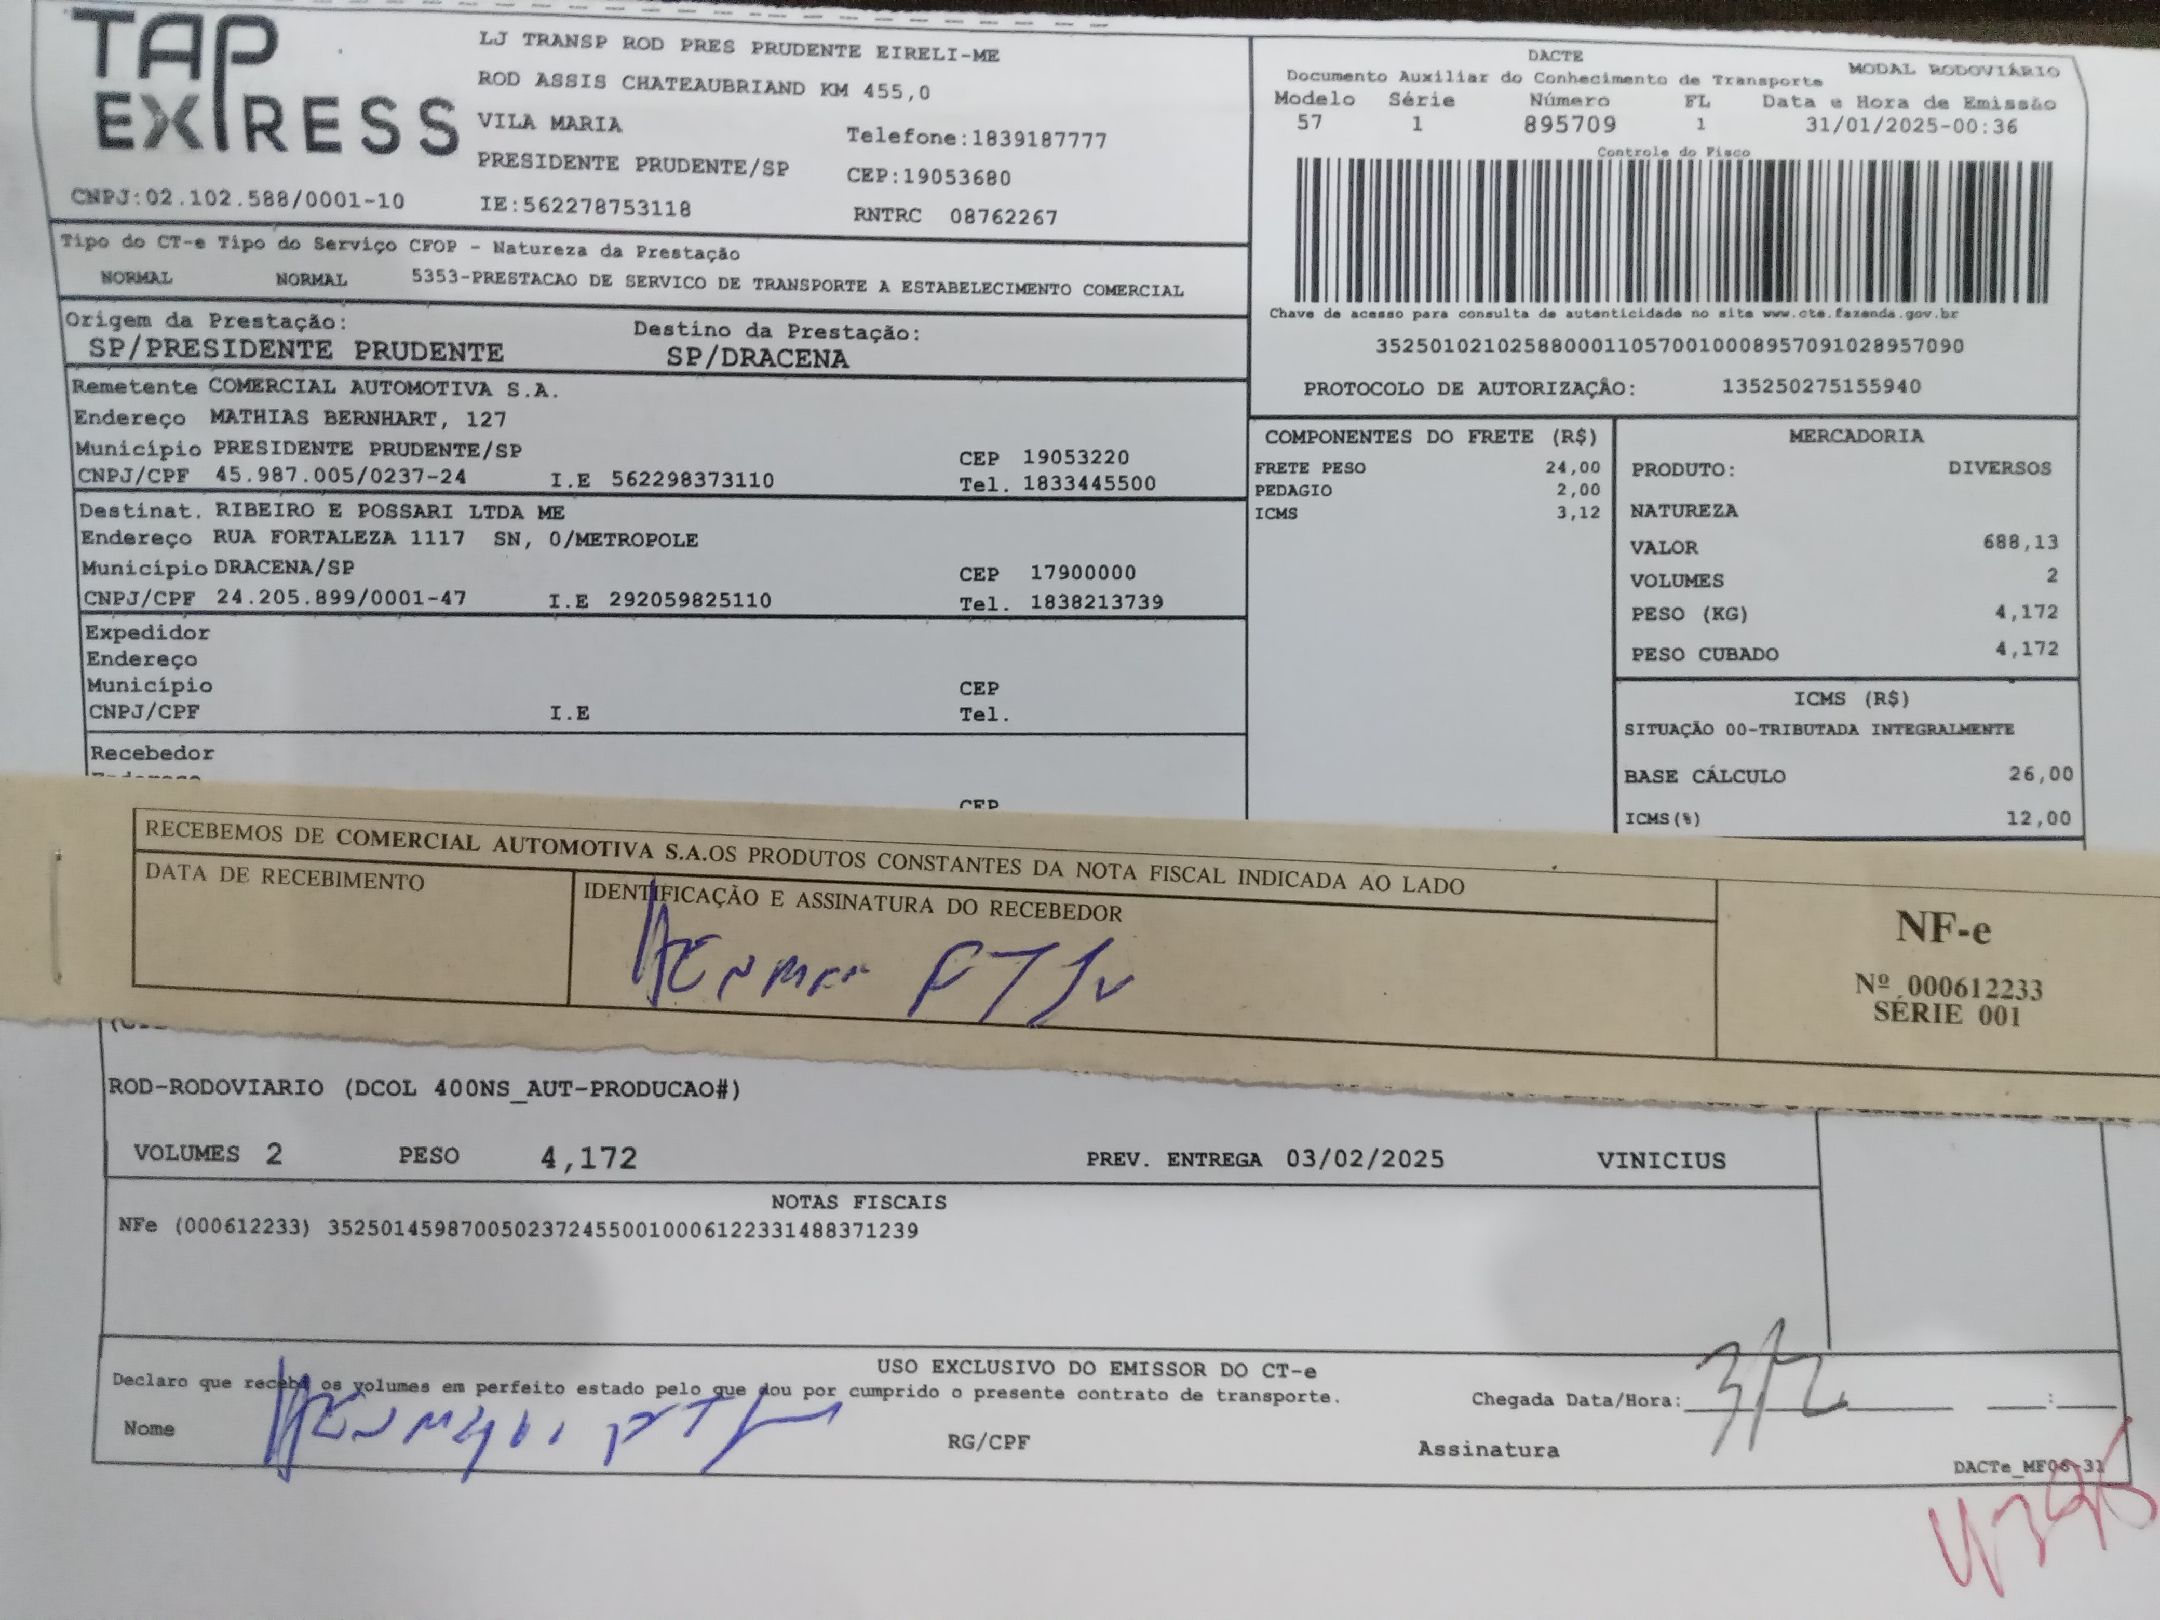 TAP EXPRESS
LJ TRANSP ROD PRES PRUDENTE EIRELI-ME
ROD ASSIS CHATEAUBRIAND KM 455,0
VILA MARIA
Telefone:1839187777
PRESIDENTE PRUDENTE/SP
CEP:19053680
CNPJ:02.102.588/0001-10
IE:562278753118
RNTRC 08762267
DACTE
MODAL RODOVIÁRIO
Documento Auxiliar do Conhecimento de Transporte
Modelo Série Número FL Data e Hora de Emissão
57 1 895709 1 31/01/2025-00:36
Controle do Fisco
Chave de acesso para consulta de autenticidade no site www.cte.fazenda.gov.br
35250102102588000110570010008957091028957090
PROTOCOLO DE AUTORIZAÇÃO: 135250275155940
Tipo do CT-e Tipo do Serviço CFOP - Natureza da Prestação
NORMAL NORMAL 5353-PRESTACAO DE SERVICO DE TRANSPORTE A ESTABELECIMENTO COMERCIAL
Origem da Prestação: Destino da Prestação:
SP/PRESIDENTE PRUDENTE SP/DRACENA
Remetente COMERCIAL AUTOMOTIVA S.A.
Endereço MATHIAS BERNHART, 127
Município PRESIDENTE PRUDENTE/SP CEP 19053220
CNPJ/CPF 45.987.005/0237-24 I.E 562298373110 Tel. 1833445500
Destinat. RIBEIRO E POSSARI LTDA ME
Endereço RUA FORTALEZA 1117 SN, 0/METROPOLE
Município DRACENA/SP CEP 17900000
CNPJ/CPF 24.205.899/0001-47 I.E 292059825110 Tel. 1838213739
Expedidor
Endereço
Município CEP
CNPJ/CPF I.E Tel.
Recebedor
Endereço
CEP
COMPONENTES DO FRETE (R$)
FRETE PESO 24,00
PEDAGIO 2,00
ICMS 3,12
MERCADORIA
PRODUTO: DIVERSOS
NATUREZA
VALOR 688,13
VOLUMES 2
PESO (KG) 4,172
PESO CUBADO 4,172
ICMS (R$)
SITUAÇÃO 00-TRIBUTADA INTEGRALMENTE
BASE CÁLCULO 26,00
ICMS(%) 12,00
RECEBEMOS DE COMERCIAL AUTOMOTIVA S.A.OS PRODUTOS CONSTANTES DA NOTA FISCAL INDICADA AO LADO
DATA DE RECEBIMENTO
IDENTIFICAÇÃO E ASSINATURA DO RECEBEDOR
NF-e
Nº 000612233
SÉRIE 001
ROD-RODOVIARIO (DCOL 400NS_AUT-PRODUCAO#)
VOLUMES 2 PESO 4,172 PREV. ENTREGA 03/02/2025 VINICIUS
NOTAS FISCAIS
NFe (000612233) 35250145987005023724550010006122331488371239
USO EXCLUSIVO DO EMISSOR DO CT-e
Declaro que recebi os volumes em perfeito estado pelo que dou por cumprido o presente contrato de transporte.
Chegada Data/Hora: 3/2 :
Nome RG/CPF Assinatura
DACTe_MF06-31